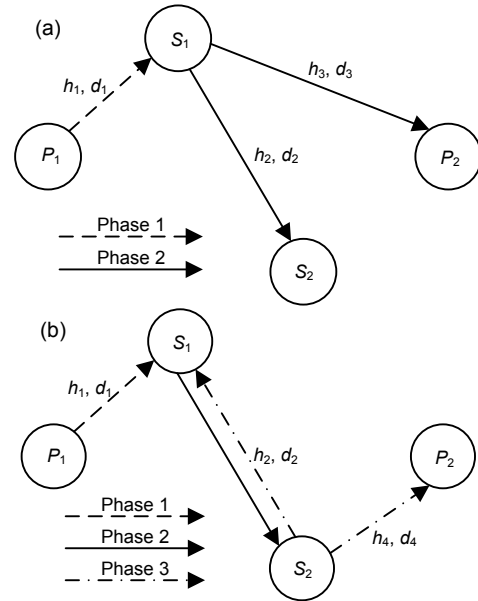 (a)
S₁
h₁, d₁
h₃, d₃
P₁
h₂, d₂
P₂
Phase 1
Phase 2
S₂
(b)
S₁
h₁, d₁
P₁
h₂, d₂
P₂
Phase 1
Phase 2
h₄, d₄
Phase 3
S₂